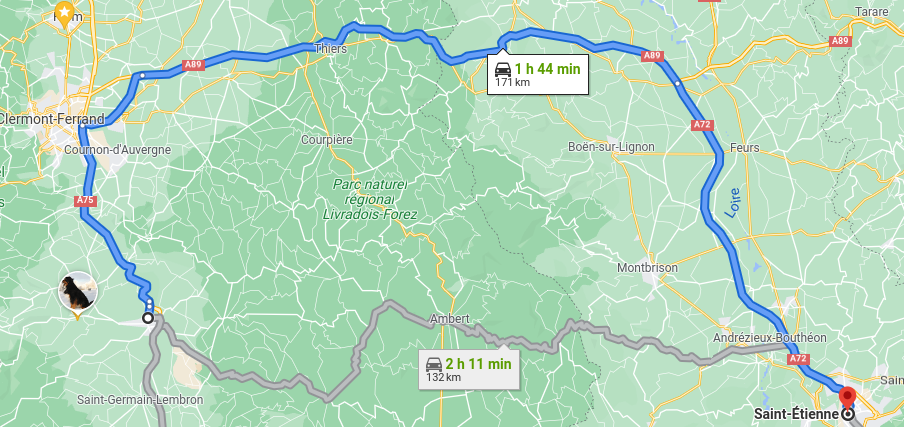 Tarare
A89
Thiers
A89
A89
1 h 44 min
171 km
Clermont-Ferrand
A72
Courpière
Boën-sur-Lignon
Feurs
Cournon-d'Auvergne
Parc naturel
régional
Livradois-Forez
A75
Loire
Montbrison
Ambert
Andrézieux-Bouthéon
2 h 11 min
132 km
A72
Saint-Germain-Lembron
Saint-Étienne